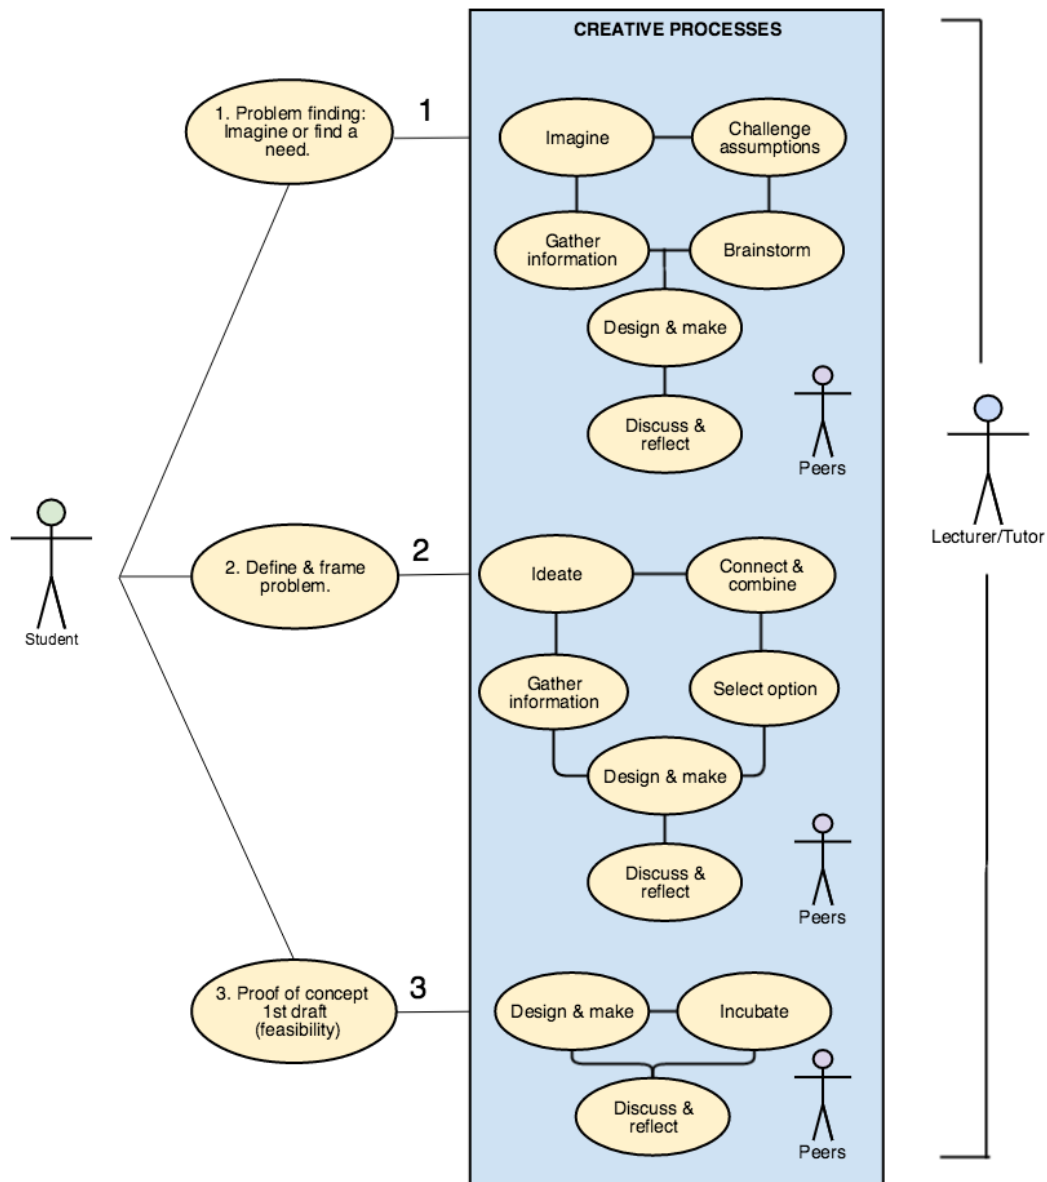 CREATIVE PROCESSES
1. Problem finding:
Imagine or find a
need.
1
Imagine
Challenge
assumptions
Gather
information
Brainstorm
Design & make
Discuss &
reflect
Peers
Lecturer/Tutor
Student
2. Define & frame
problem.
2
Ideate
Connect &
combine
Gather
information
Select option
Design & make
Discuss &
reflect
Peers
3. Proof of concept
1st draft
(feasibility)
3
Design & make
Incubate
Discuss &
reflect
Peers